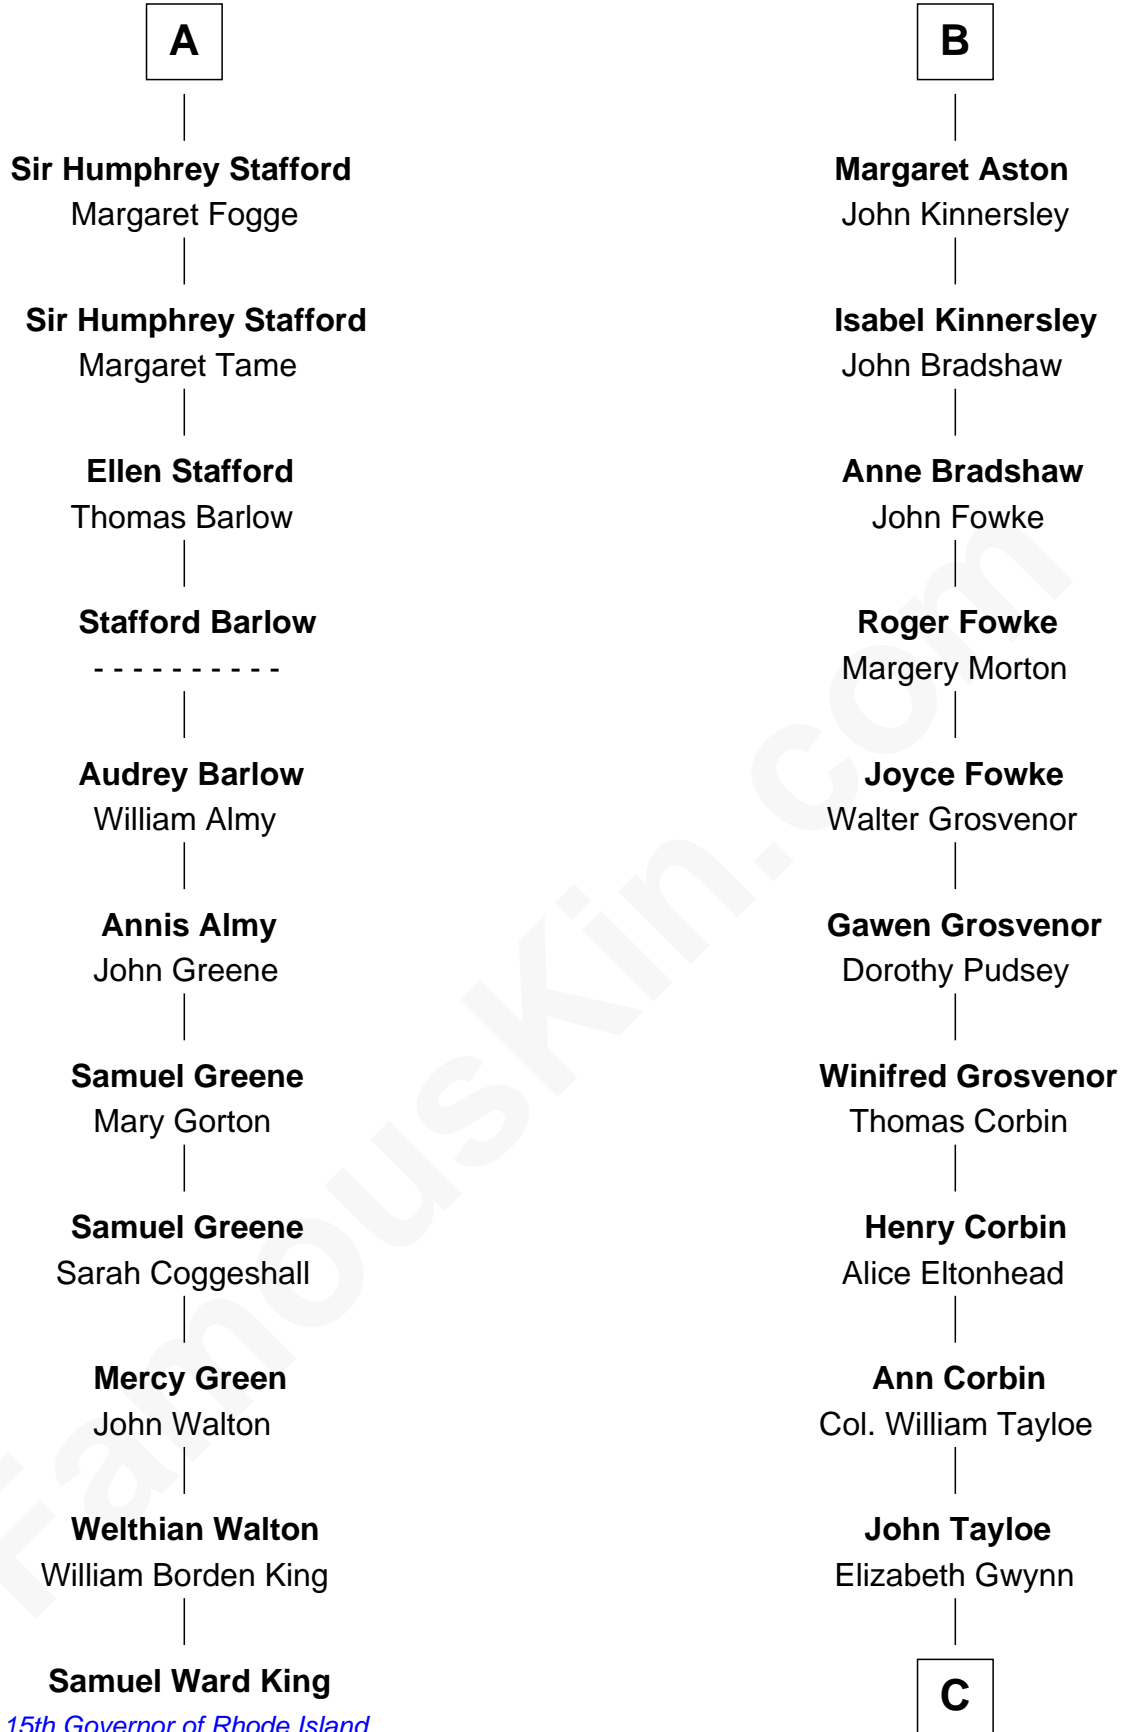 A
Sir Humphrey Stafford
Margaret Fogge
Sir Humphrey Stafford
Margaret Tame
Ellen Stafford
Thomas Barlow
Stafford Barlow
- - - - - - - - - -
Audrey Barlow
William Almy
Annis Almy
John Greene
Samuel Greene
Mary Gorton
Samuel Greene
Sarah Coggeshall
Mercy Green
John Walton
Welthian Walton
William Borden King
Samuel Ward King
15th Governor of Rhode Island
B
Margaret Aston
John Kinnersley
Isabel Kinnersley
John Bradshaw
Anne Bradshaw
John Fowke
Roger Fowke
Margery Morton
Joyce Fowke
Walter Grosvenor
Gawen Grosvenor
Dorothy Pudsey
Winifred Grosvenor
Thomas Corbin
Henry Corbin
Alice Eltonhead
Ann Corbin
Col. William Tayloe
John Tayloe
Elizabeth Gwynn
C
FamousKin.com